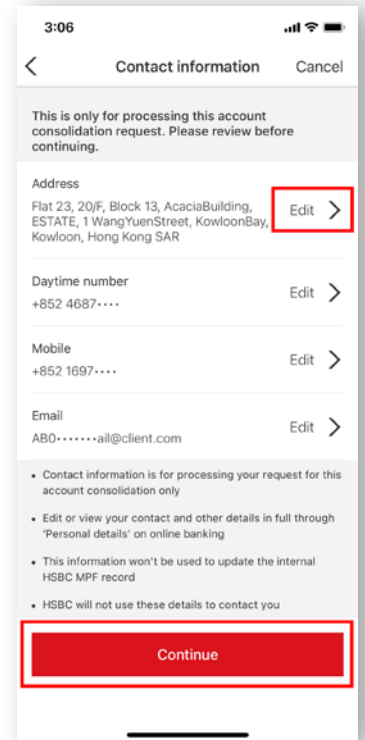 3:06
Contact information Cancel
This is only for processing this account
consolidation request. Please review before
continuing.
Address
Flat 23, 20/F, Block 13, AcaciaBuilding,
ESTATE, 1 WangYuenStreet, KowloonBay,
Kowloon, Hong Kong SAR
Edit
Daytime number
+852 4687····
Edit
Mobile
+852 1697····
Edit
Email
AB0·······ail@client.com
Edit
• Contact information is for processing your request for this
account consolidation only
• Edit or view your contact and other details in full through
'Personal details' on online banking
• This information won't be used to update the internal
HSBC MPF record
• HSBC will not use these details to contact you
Continue